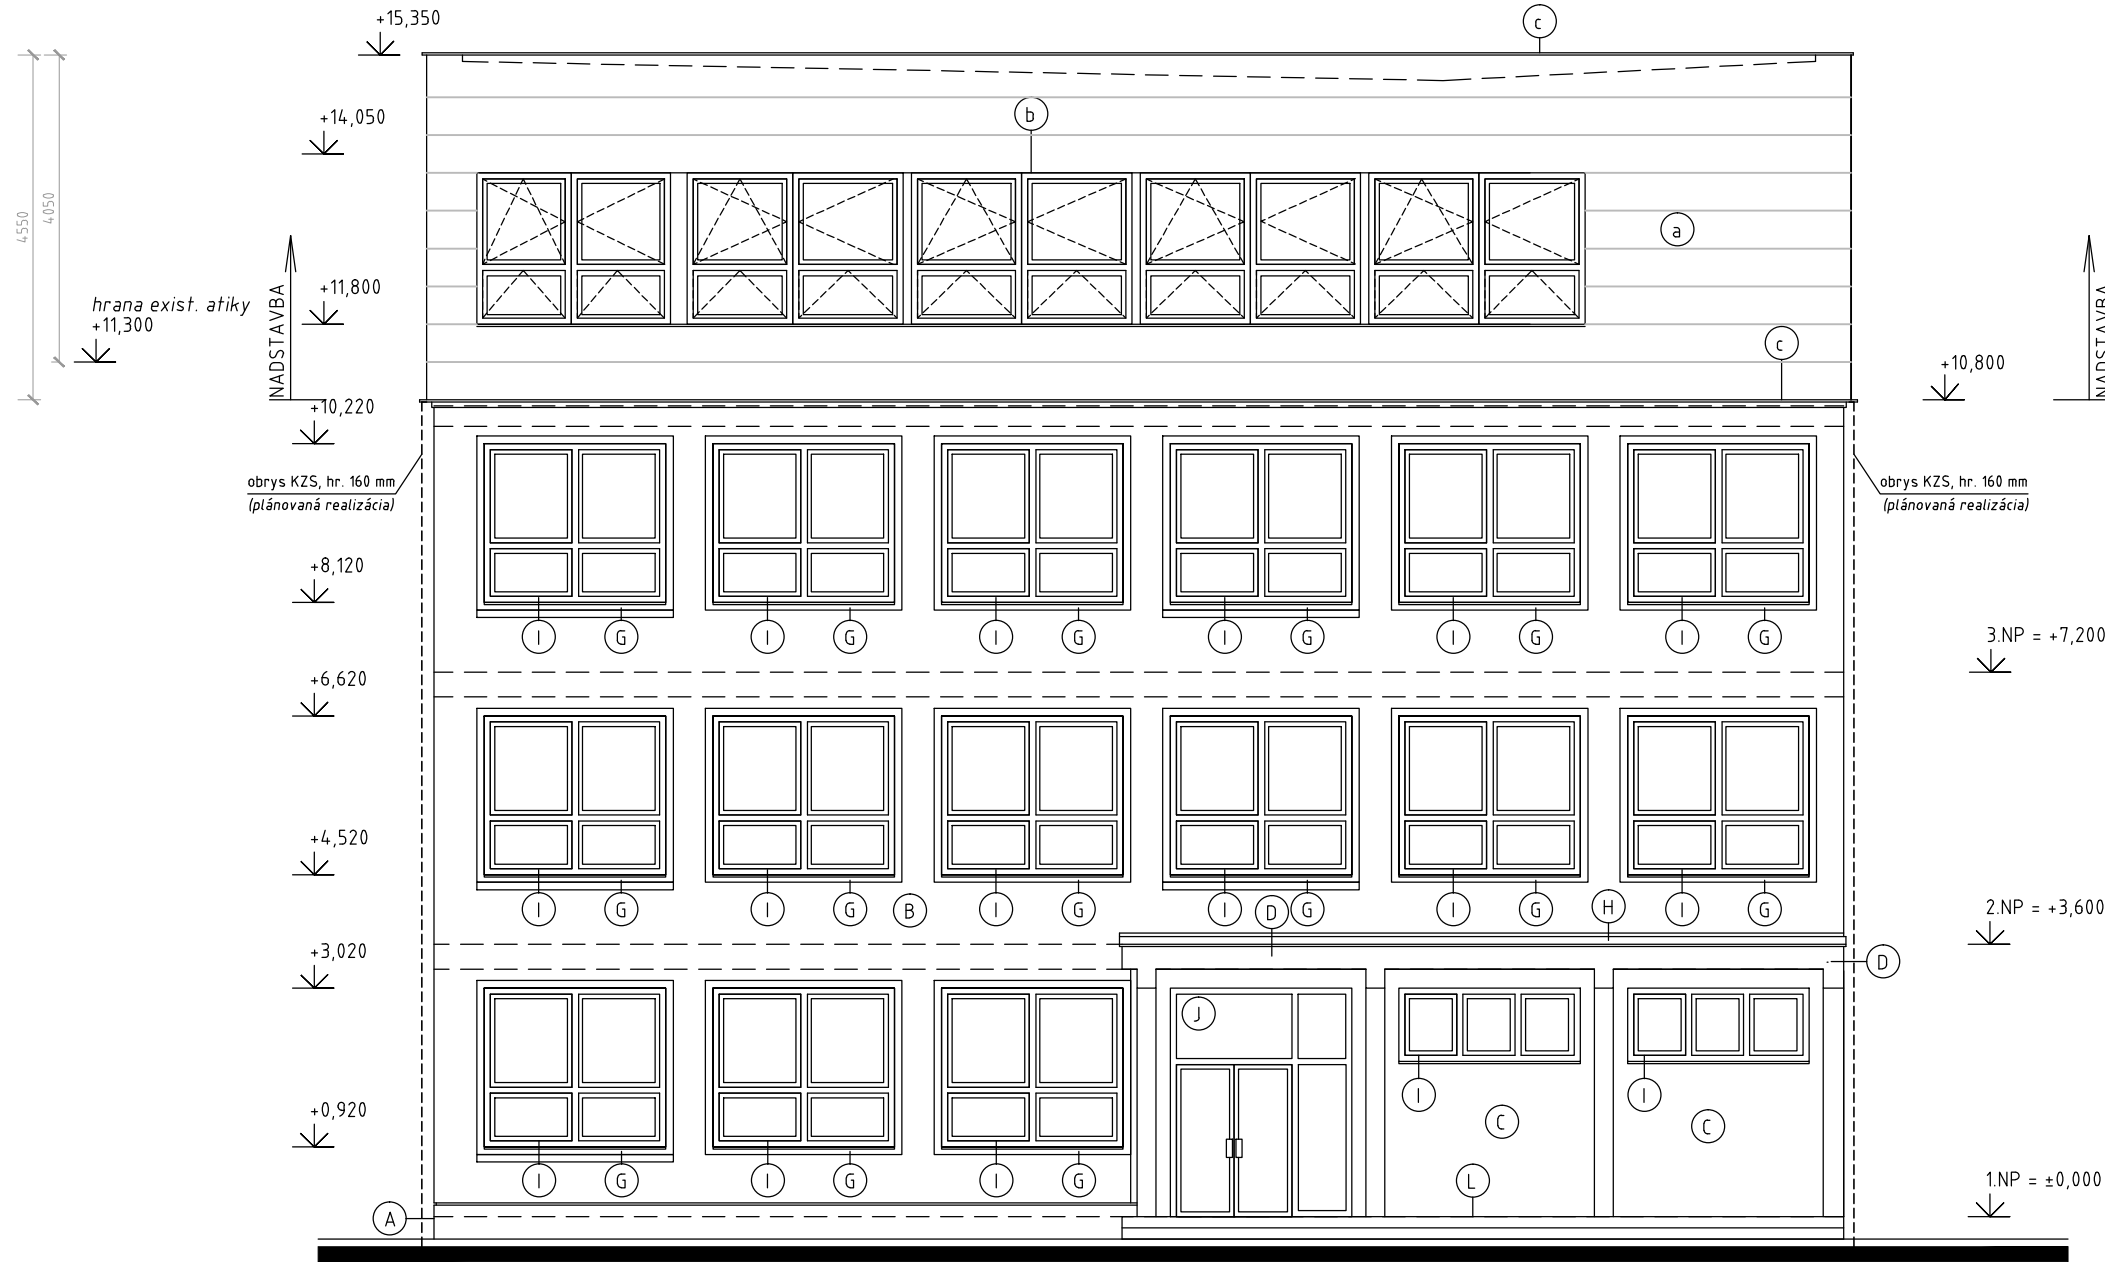 +15,350
c
+14,050
b
4550
4050
a
hrana exist. atiky
+11,300
NADSTAVBA
+11,800
NADSTAVBA
c
+10,800
+10,220
obrys KZS, hr. 160 mm
(plánovaná realizácia)
obrys KZS, hr. 160 mm
(plánovaná realizácia)
+8,120
I G I G I G I G I G I G
3.NP = +7,200
+6,620
+4,520
I G I G B I G I D G I G H I G
2.NP = +3,600
+3,020
D
J
+0,920
I I
C C
I G I G I G L
1.NP = ±0,000
A